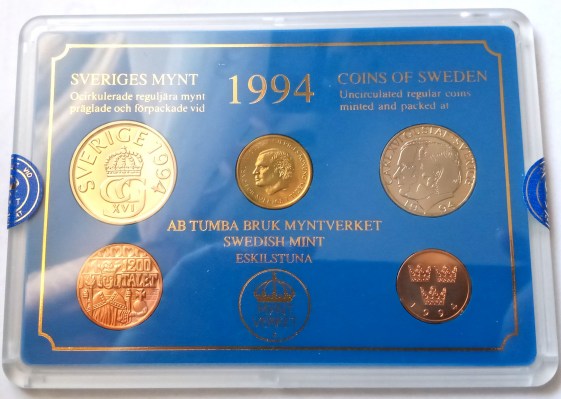 SVERIGES MYNT
Ocirkulerade reguljära mynt
präglade och förpackade vid
1994
COINS OF SWEDEN
Uncirculated regular coins
minted and packed at
SVERIGE 1994
XVI
1200
TALET
1994
AB TUMBA BRUK MYNTVERKET
SWEDISH MINT
ESKILSTUNA